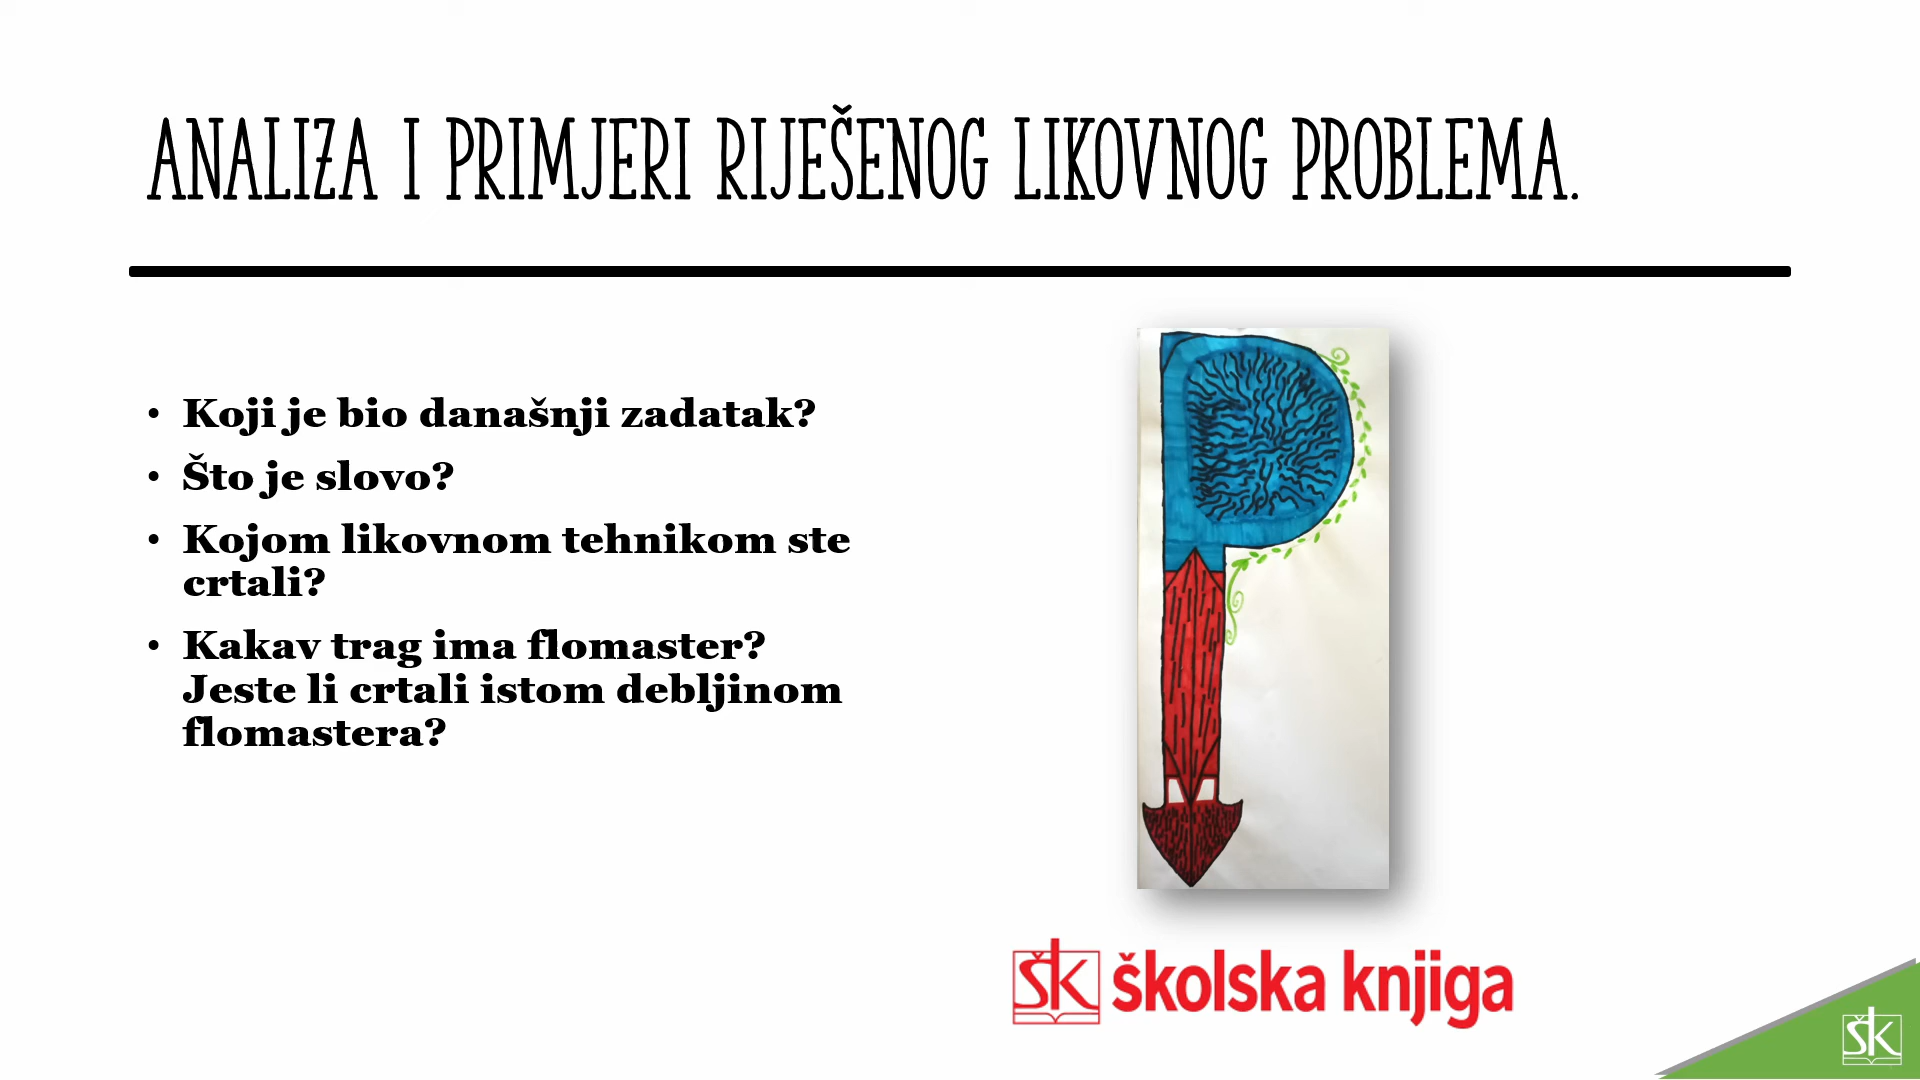 ANALIZA I PRIMJERI RIJEŠENOG LIKOVNOG PROBLEMA.
• Koji je bio današnji zadatak?
• Što je slovo?
• Kojom likovnom tehnikom ste
crtali?
• Kakav trag ima flomaster?
Jeste li crtali istom debljinom
flomastera?
P
ŠK školska knjiga
ŠK